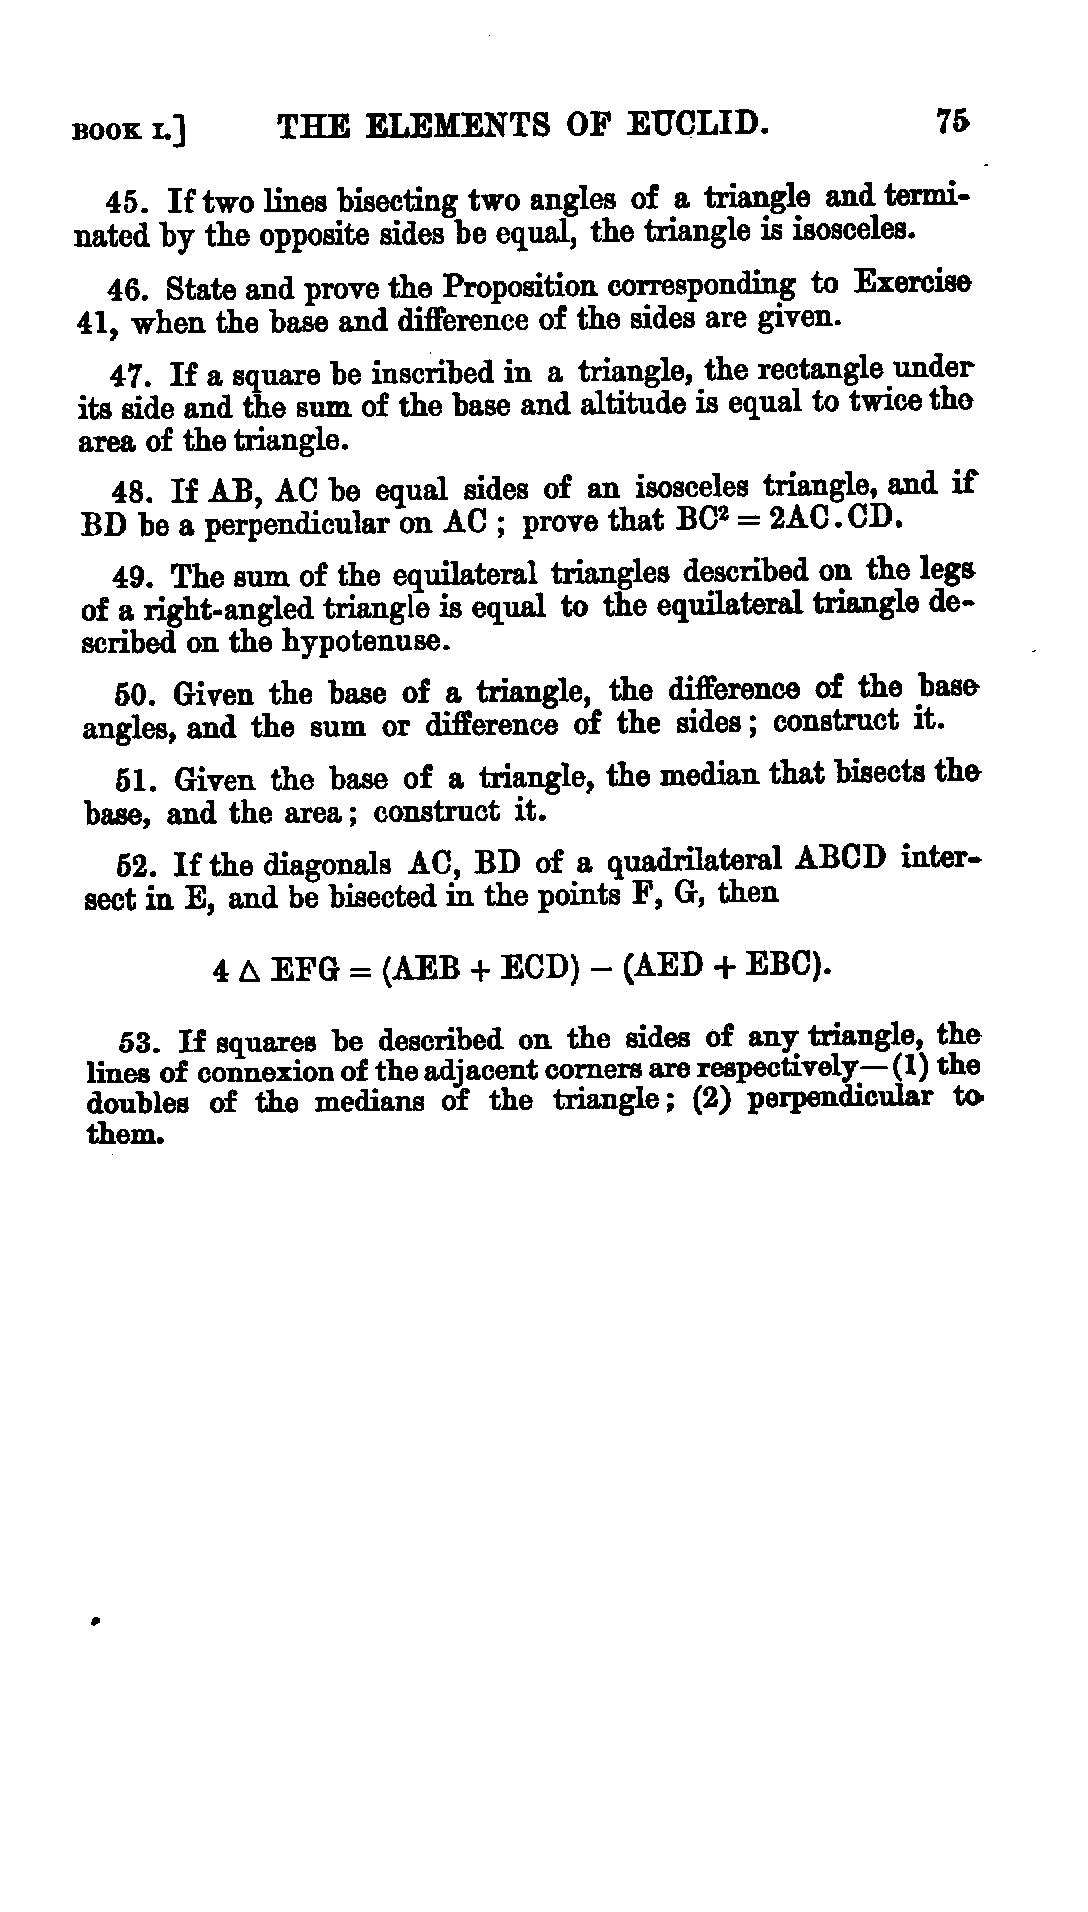 BOOK I.] THE ELEMENTS OF EUCLID. 75
45. If two lines bisecting two angles of a triangle and termi-
nated by the opposite sides be equal, the triangle is isosceles.
46. State and prove the Proposition corresponding to Exercise
41, when the base and difference of the sides are given.
47. If a square be inscribed in a triangle, the rectangle under
its side and the sum of the base and altitude is equal to twice the
area of the triangle.
48. If AB, AC be equal sides of an isosceles triangle, and if
BD be a perpendicular on AC ; prove that BC² = 2AC.CD.
49. The sum of the equilateral triangles described on the legs
of a right-angled triangle is equal to the equilateral triangle de-
scribed on the hypotenuse.
50. Given the base of a triangle, the difference of the base
angles, and the sum or difference of the sides; construct it.
51. Given the base of a triangle, the median that bisects the
base, and the area; construct it.
52. If the diagonals AC, BD of a quadrilateral ABCD inter-
sect in E, and be bisected in the points F, G, then
4 △ EFG = (AEB + ECD) – (AED + EBC).
53. If squares be described on the sides of any triangle, the
lines of connexion of the adjacent corners are respectively—(1) the
doubles of the medians of the triangle; (2) perpendicular to
them.